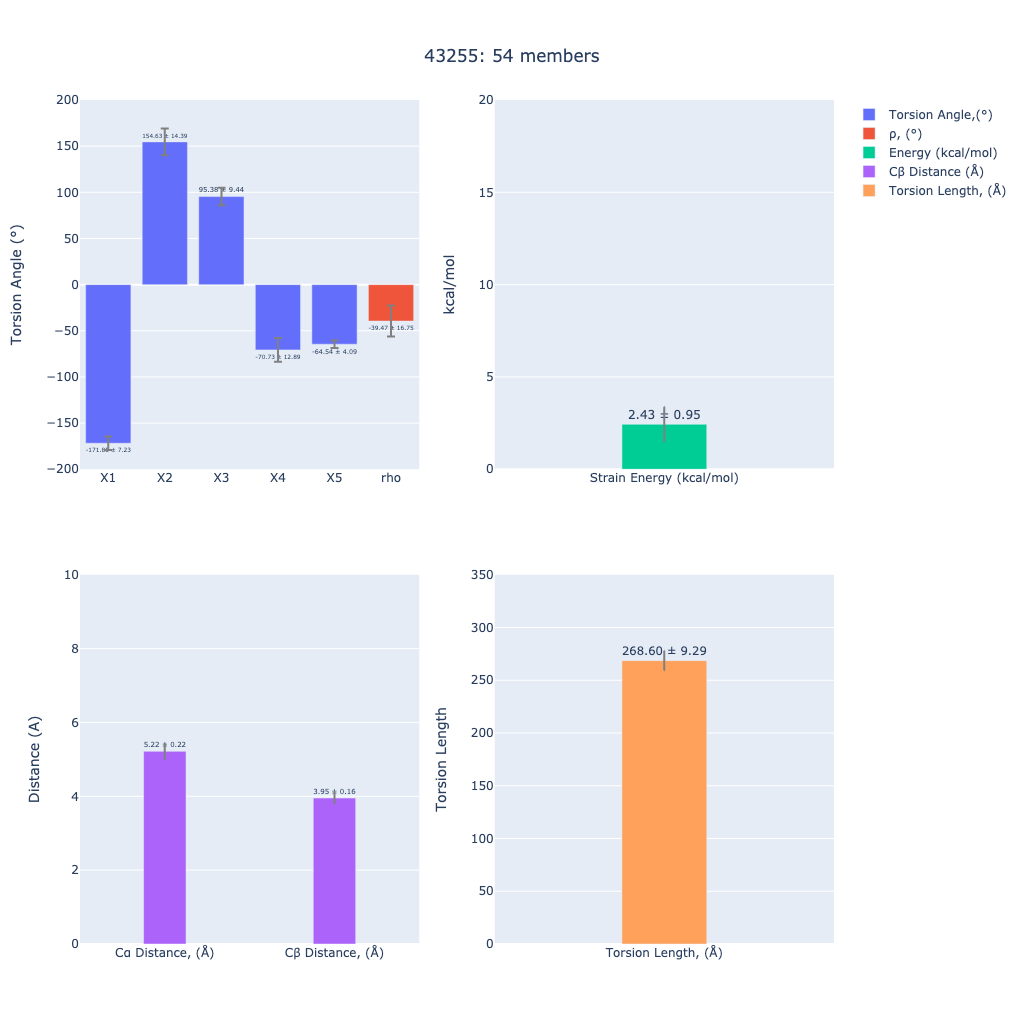 43255: 54 members
Torsion Angle (°)
200
150
100
50
0
−50
−100
−150
−200
154.63 ± 14.39
95.38 ± 9.44
-70.73 ± 12.89
-64.54 ± 4.09
-39.47 ± 16.75
± 7.23
X1 X2 X3 X4 X5 rho
kcal/mol
20
15
10
5
0
2.43 ± 0.95
Strain Energy (kcal/mol)
Torsion Angle,(°)
ρ, (°)
Energy (kcal/mol)
Cβ Distance (Å)
Torsion Length, (Å)
Distance (A)
10
8
6
4
2
0
5.22 ± 0.22
3.95 ± 0.16
Cα Distance, (Å) Cβ Distance, (Å)
Torsion Length
350
300
250
200
150
100
50
0
268.60 ± 9.29
Torsion Length, (Å)